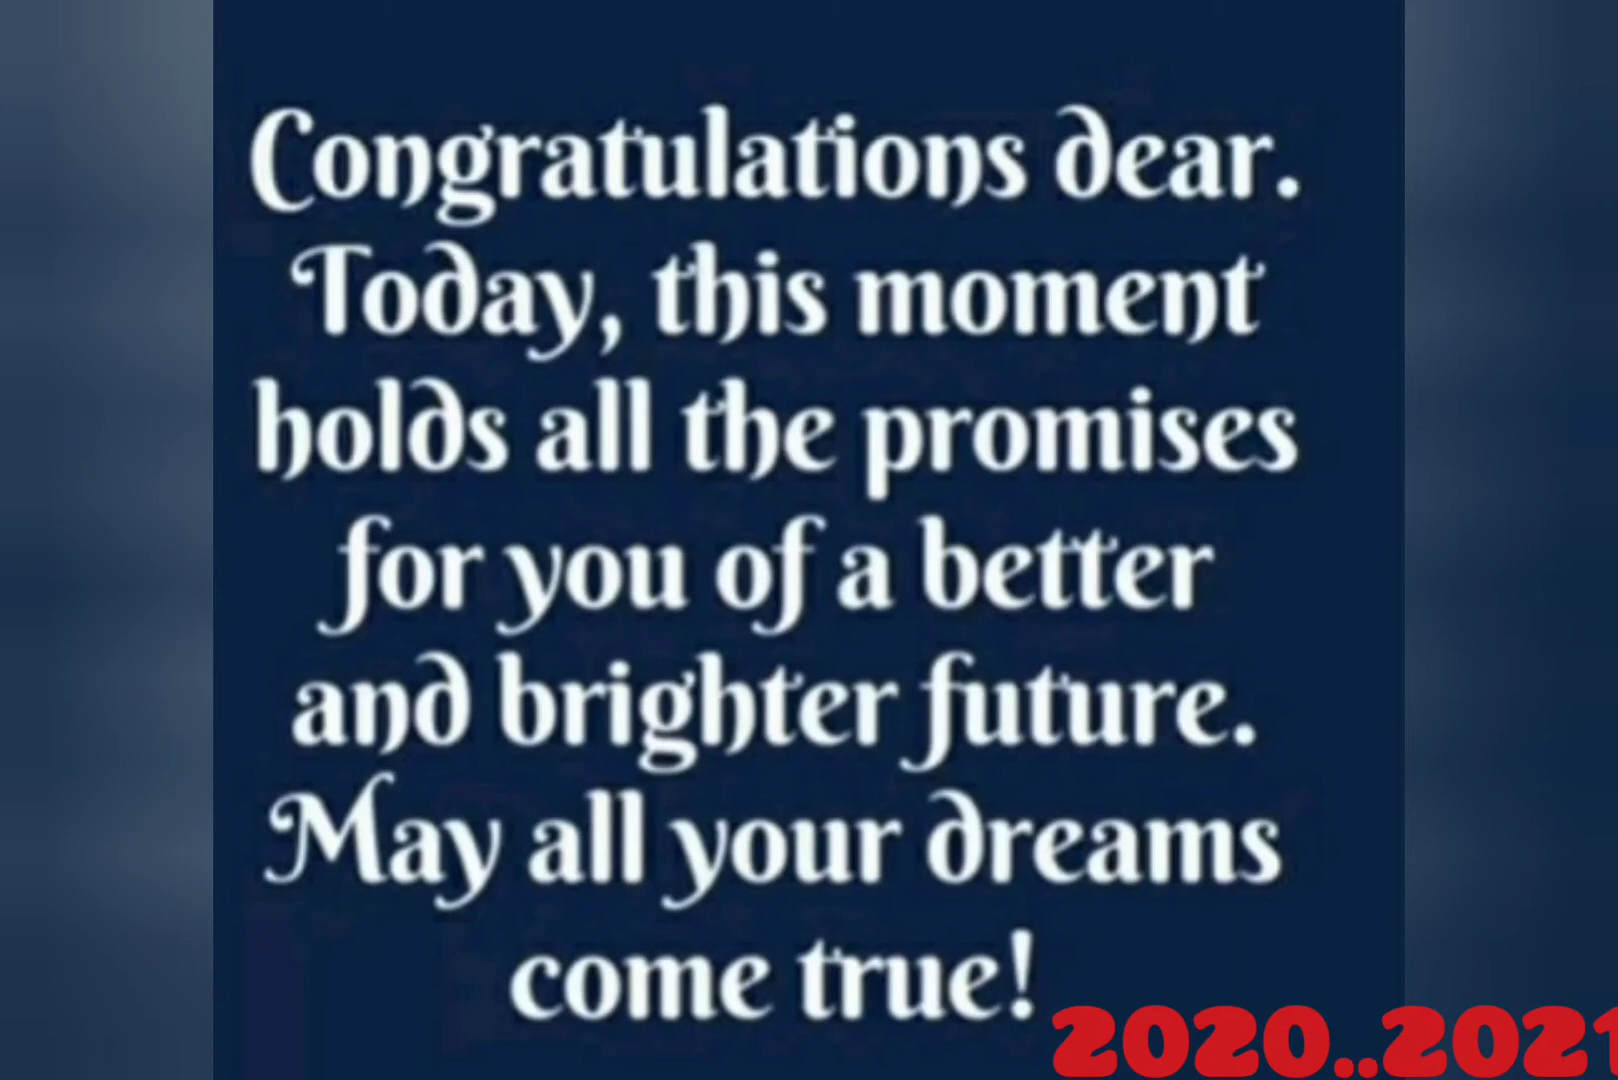 Congratulations dear.
Today, this moment
holds all the promises
for you of a better
and brighter future.
May all your dreams
come true!
2020..2021